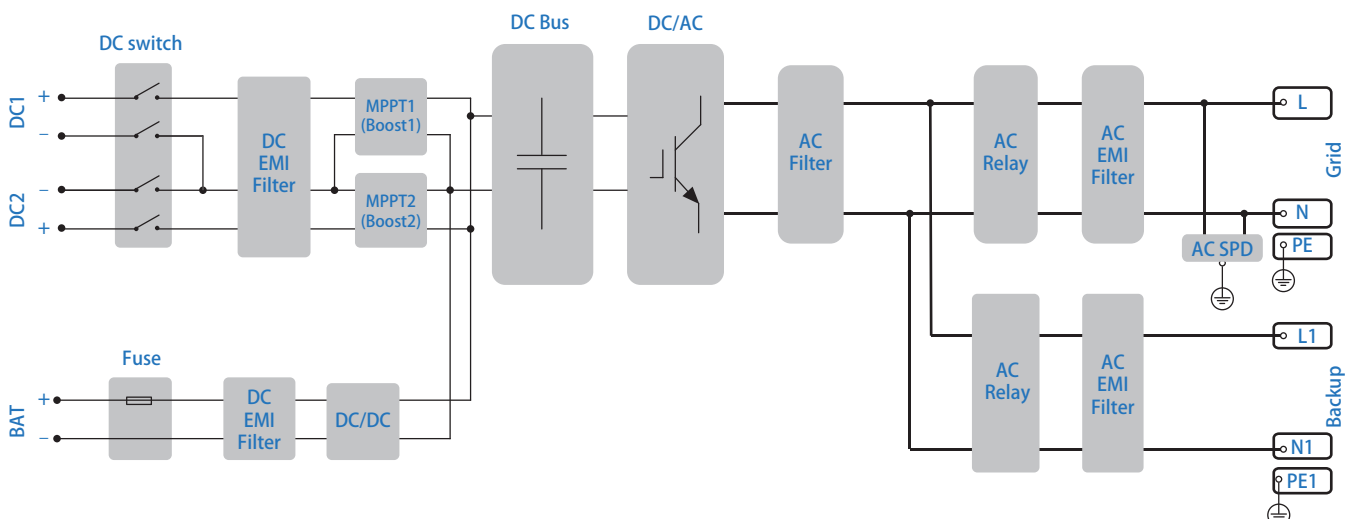 DC Bus
DC/AC
DC switch
DC1
+
−
DC2
−
+
DC
EMI
Filter
MPPT1
(Boost1)
MPPT2
(Boost2)
AC
Filter
AC
Relay
AC
EMI
Filter
L
Grid
N
AC SPD
PE
Fuse
BAT
+
−
DC
EMI
Filter
DC/DC
AC
Relay
AC
EMI
Filter
L1
Backup
N1
PE1